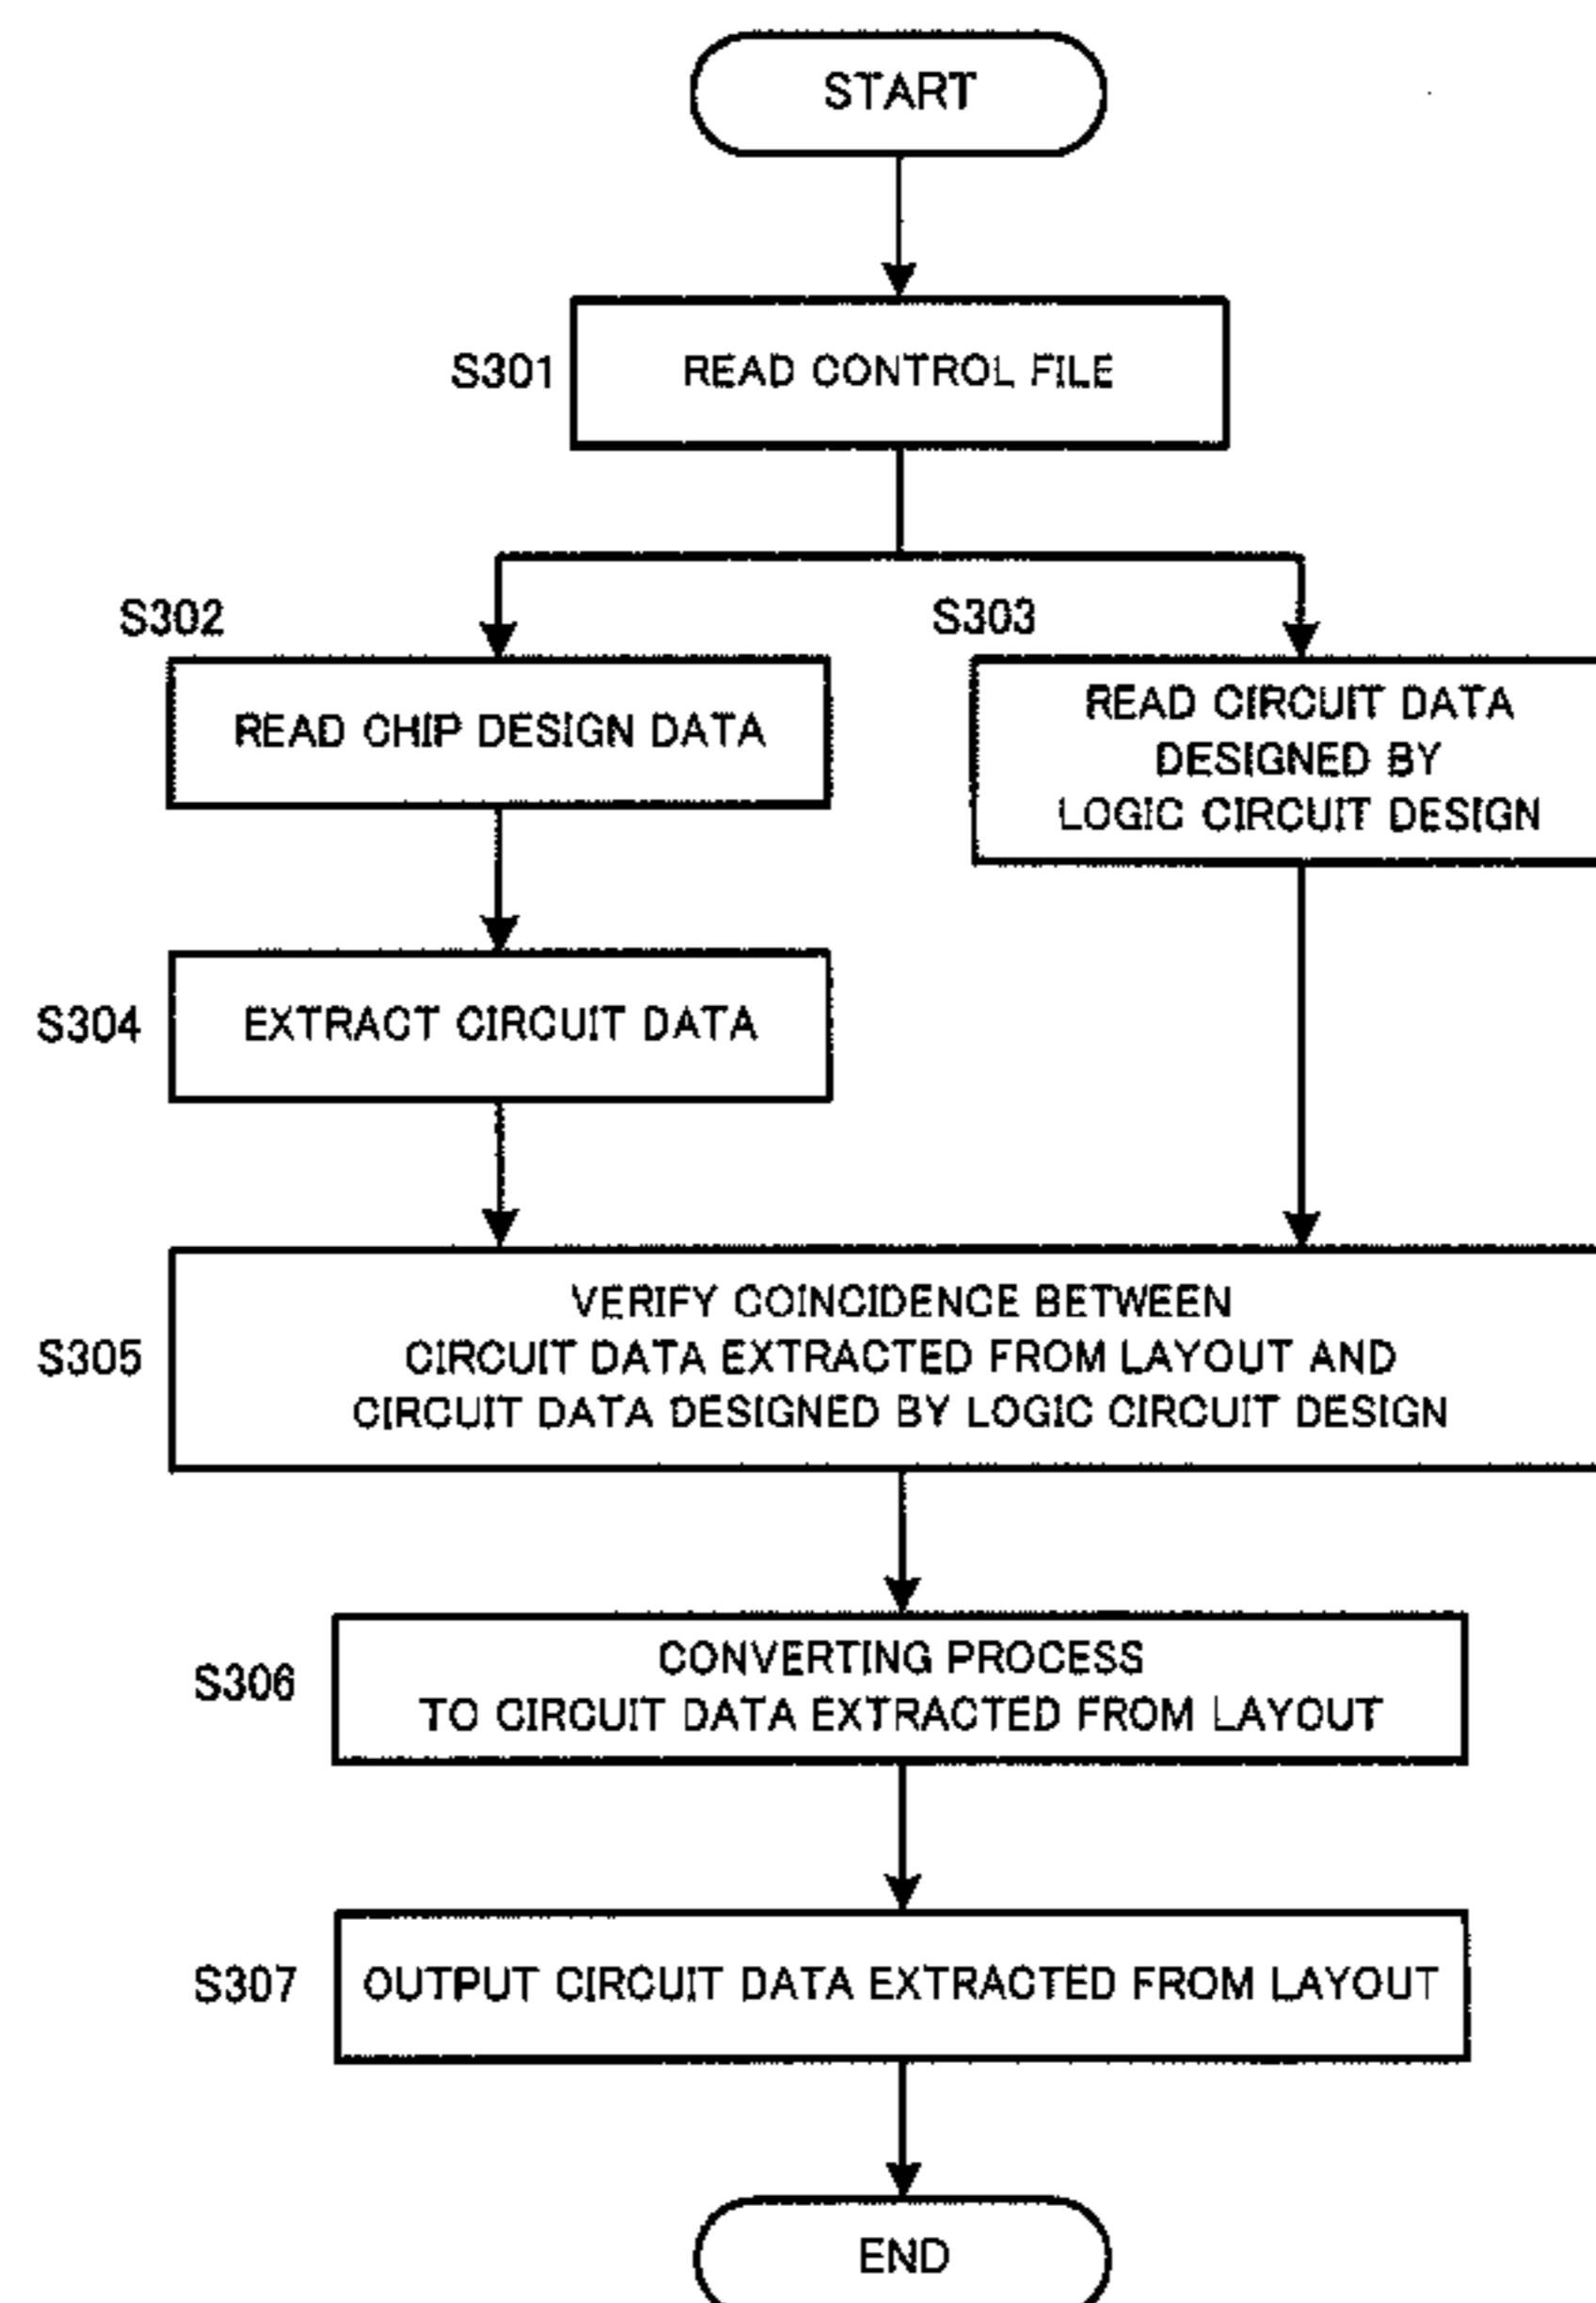 START
S301
READ CONTROL FILE
S302
S303
READ CHIP DESIGN DATA
READ CIRCUIT DATA
DESIGNED BY
LOGIC CIRCUIT DESIGN
S304
EXTRACT CIRCUIT DATA
S305
VERIFY COINCIDENCE BETWEEN
CIRCUIT DATA EXTRACTED FROM LAYOUT AND
CIRCUIT DATA DESIGNED BY LOGIC CIRCUIT DESIGN
S306
CONVERTING PROCESS
TO CIRCUIT DATA EXTRACTED FROM LAYOUT
S307
OUTPUT CIRCUIT DATA EXTRACTED FROM LAYOUT
END